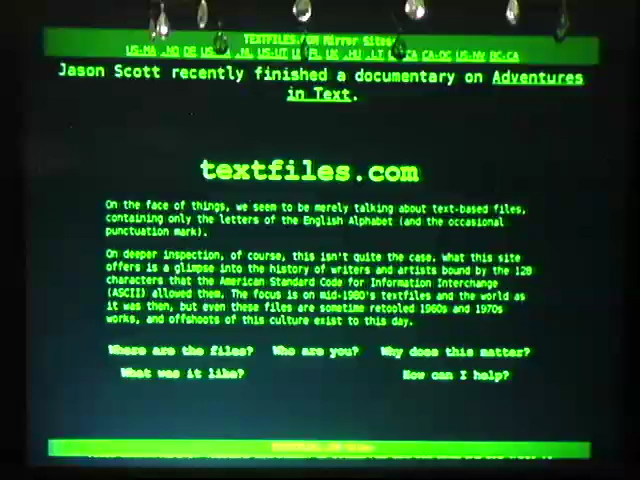 TEXTFILES.COM Mirror Sites
Jason Scott recently finished a documentary on Adventures
in Text.
textfiles.com
On the face of things, we seem to be merely talking about text-based files,
containing only the letters of the English Alphabet (and the occasional
punctuation mark).
On deeper inspection, of course, this isn't quite the case. What this site
offers is a glimpse into the history of writers and artists bound by the 128
characters that the American Standard Code for Information Interchange
(ASCII) allowed them. The focus is on mid-1980's textfiles and the world as
it was then, but even these files are sometime retooled 1960s and 1970s
works, and offshoots of this culture exist to this day.
Where are the files? Who are you? Why does this matter?
What was it like? How can I help?